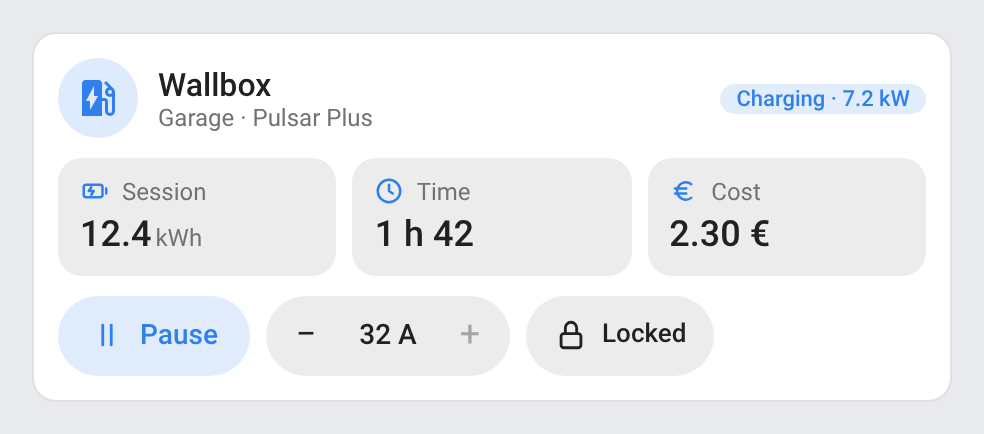 Wallbox
Garage · Pulsar Plus
Charging · 7.2 kW
Session
12.4 kWh
Time
1 h 42
Cost
2.30 €
Pause
− 32 A +
Locked